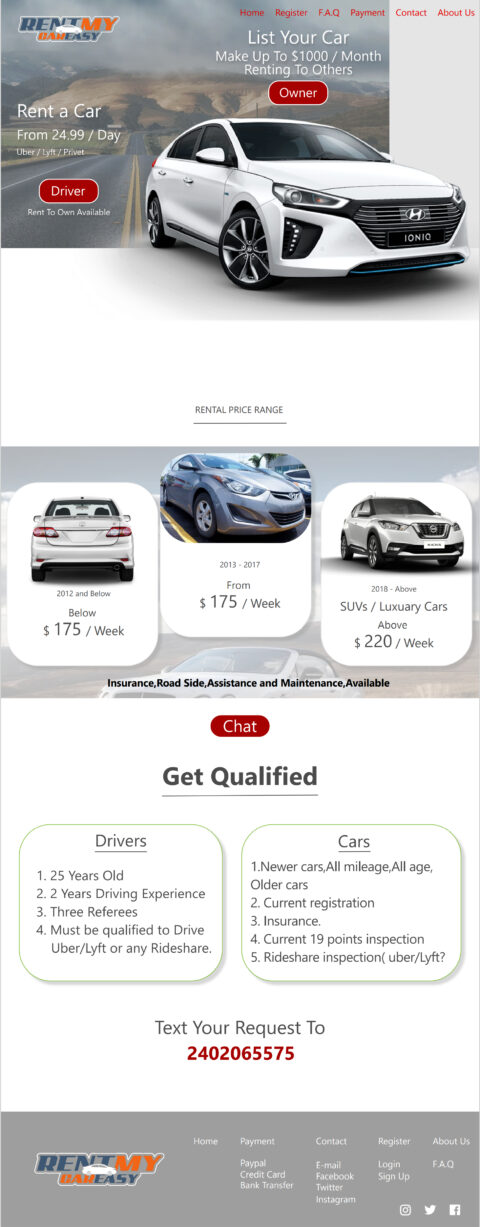 RENTMY
CAREASY
Home Register F.A.Q Payment Contact About Us
List Your Car
Make Up To $1000 / Month
Renting To Others
Owner
Rent a Car
From 24.99 / Day
Uber / Lyft / Privet
Driver
Rent To Own Available
IONIQ
RENTAL PRICE RANGE
2012 and Below
Below
$ 175 / Week
2013 - 2017
From
$ 175 / Week
2018 - Above
SUVs / Luxuary Cars
Above
$ 220 / Week
Insurance,Road Side,Assistance and Maintenance,Available
Chat
Get Qualified
Drivers
1. 25 Years Old
2. 2 Years Driving Experience
3. Three Referees
4. Must be qualified to Drive
Uber/Lyft or any Rideshare.
Cars
1.Newer cars,All mileage,All age,
Older cars
2. Current registration
3. Insurance.
4. Current 19 points inspection
5. Rideshare inspection( uber/Lyft?
Text Your Request To
2402065575
RENTMY
CAREASY
Home
Payment
Paypal
Credit Card
Bank Transfer
Contact
E-mail
Facebook
Twitter
Instagram
Register
Login
Sign Up
About Us
F.A.Q